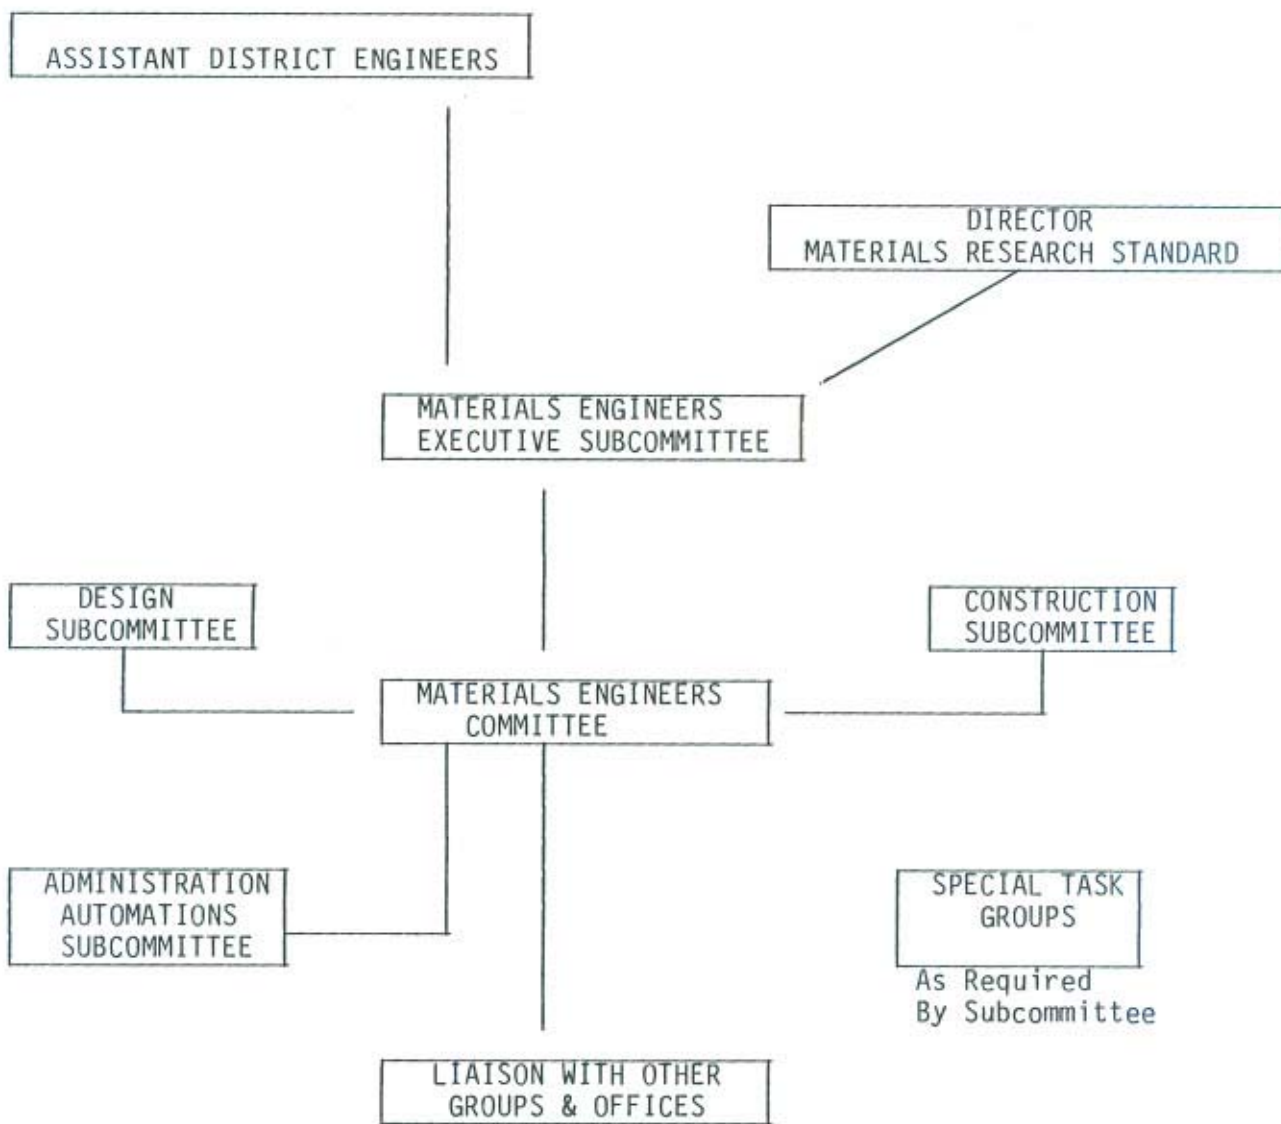 ASSISTANT DISTRICT ENGINEERS
DIRECTOR
MATERIALS RESEARCH STANDARD
MATERIALS ENGINEERS
EXECUTIVE SUBCOMMITTEE
DESIGN
SUBCOMMITTEE
CONSTRUCTION
SUBCOMMITTEE
MATERIALS ENGINEERS
COMMITTEE
ADMINISTRATION
AUTOMATIONS
SUBCOMMITTEE
SPECIAL TASK
GROUPS
As Required
By Subcommittee
LIAISON WITH OTHER
GROUPS & OFFICES